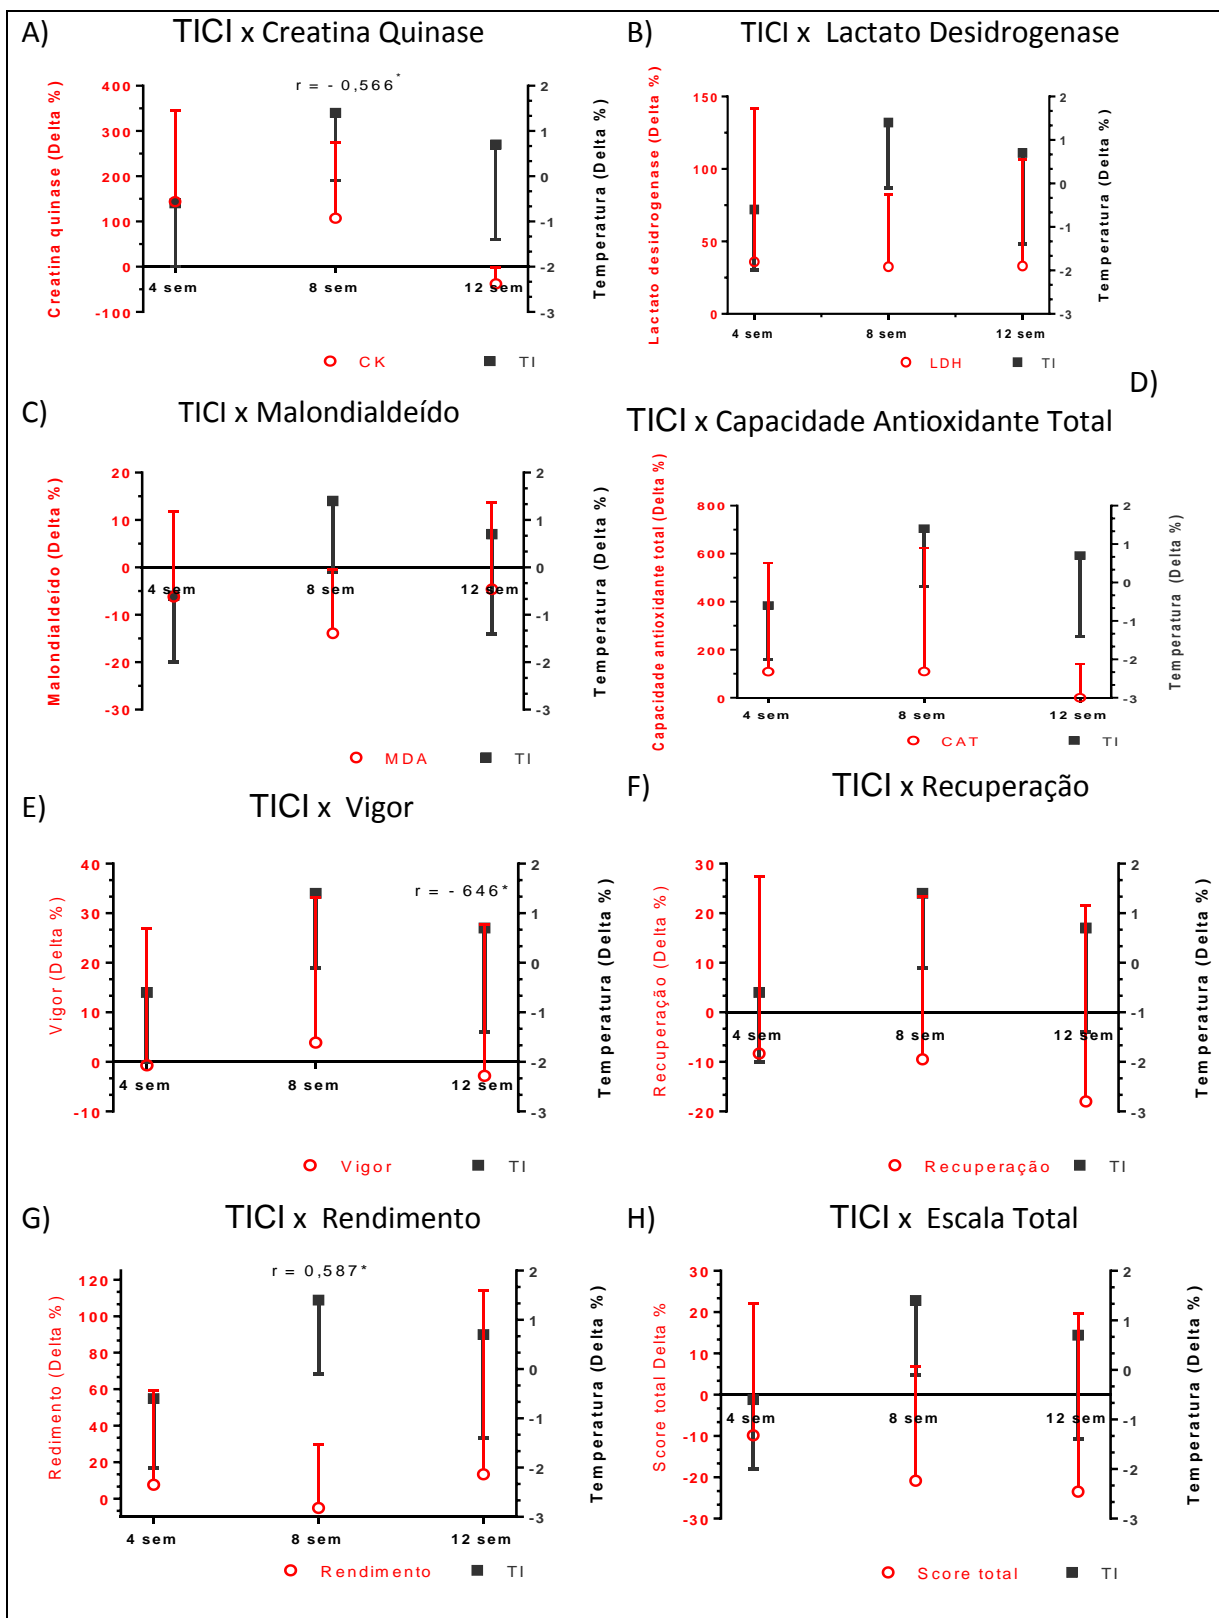 A) TICI x Creatina Quinase
r = - 0,566*
Creatina quinase (Delta %)
400
300
200
100
0
-100
4 sem 8 sem 12 sem
2
1
0
-1
-2
-3
Temperatura (Delta %)
CK TI
B) TICI x Lactato Desidrogenase
Lactato desidrogenase (Delta %)
150
100
50
0
4 sem 8 sem 12 sem
2
1
0
-1
-2
-3
Temperatura (Delta %)
LDH TI
C) TICI x Malondialdeído
Malondialdeído (Delta %)
20
10
0
-10
-20
-30
4 sem 8 sem 12 sem
2
1
0
-1
-2
-3
Temperatura (Delta %)
MDA TI
D)
TICI x Capacidade Antioxidante Total
Capacidade antioxidante total (Delta %)
800
600
400
200
0
4 sem 8 sem 12 sem
2
1
0
-1
-2
-3
Temperatura (Delta %)
CAT TI
E) TICI x Vigor
r = - 646*
Vigor (Delta %)
40
30
20
10
0
-10
4 sem 8 sem 12 sem
2
1
0
-1
-2
-3
Temperatura (Delta %)
Vigor TI
F) TICI x Recuperação
Recuperação (Delta %)
30
20
10
0
-10
-20
4 sem 8 sem 12 sem
2
1
0
-1
-2
-3
Temperatura (Delta %)
Recuperação TI
G) TICI x Rendimento
r = 0,587*
Redimento (Delta %)
120
100
80
60
40
20
0
4 sem 8 sem 12 sem
2
1
0
-1
-2
-3
Temperatura (Delta %)
Rendimento TI
H) TICI x Escala Total
Score total Delta %
30
20
10
0
-10
-20
-30
4 sem 8 sem 12 sem
2
1
0
-1
-2
-3
Temperatura (Delta %)
Score total TI